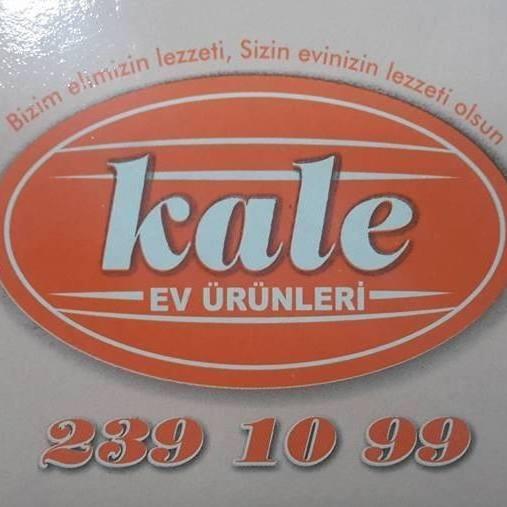 Bizim elimizin lezzeti, Sizin evinizin lezzeti olsun
kale
EV ÜRÜNLERİ
239 10 99